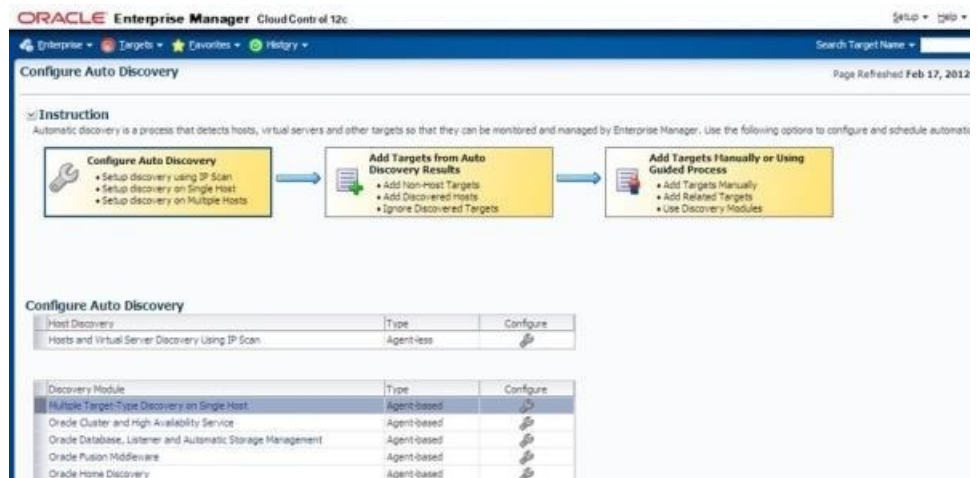 ORACLE Enterprise Manager Cloud Control 12c
Setup Help
Enterprise Targets Favorites History
Search Target Name
Configure Auto Discovery
Page Refreshed Feb 17, 2012
Instruction
Automatic discovery is a process that detects hosts, virtual servers and other targets so that they can be monitored and managed by Enterprise Manager. Use the following options to configure and schedule automati
Configure Auto Discovery
• Setup discovery using IP Scan
• Setup discovery on Single Host
• Setup discovery on Multiple Hosts
Add Targets from Auto
Discovery Results
• Add Non-Host Targets
• Add Discovered Hosts
• Ignore Discovered Targets
Add Targets Manually or Using
Guided Process
• Add Targets Manually
• Add Related Targets
• Use Discovery Modules
Configure Auto Discovery
Host Discovery Type Configure
Hosts and Virtual Server Discovery Using IP Scan Agent-less
Discovery Module Type Configure
Multiple Target-Type Discovery on Single Host Agent-based
Oracle Cluster and High Availability Service Agent-based
Oracle Database, Listener and Automatic Storage Management Agent-based
Oracle Fusion Middleware Agent-based
Oracle Home Discovery Agent-based